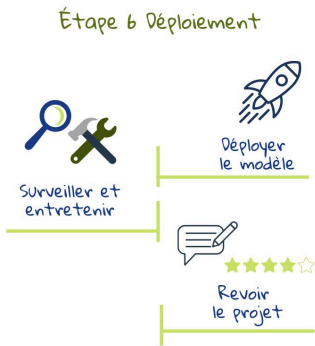 Étape 6 Déploiement
Déployer
le modèle
Surveiller et
entretenir
Revoir
le projet